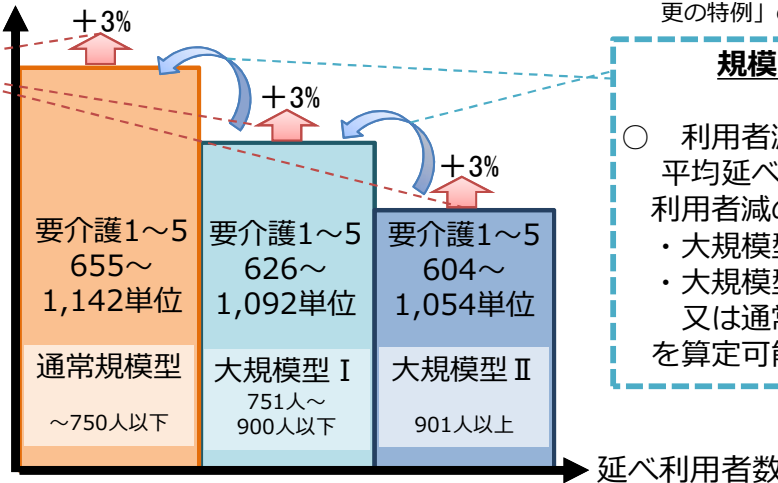 更の特例」
+3%
+3%
+3%
要介護1～5
655～
1,142単位
通常規模型
～750人以下
要介護1～5
626～
1,092単位
大規模型Ⅰ
751人～
900人以下
要介護1～5
604～
1,054単位
大規模型Ⅱ
901人以上
延べ利用者数
規模
○ 利用者減
平均延べ
利用者減の
・大規模型
・大規模型
又は通常
を算定可能